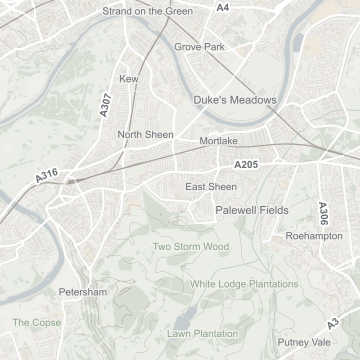 Strand on the Green
A4
Grove Park
Kew
A307
Duke's Meadows
North Sheen
Mortlake
A205
A316
East Sheen
Palewell Fields
A306
Roehampton
Two Storm Wood
White Lodge Plantations
Petersham
The Copse
Lawn Plantation
A3
Putney Vale